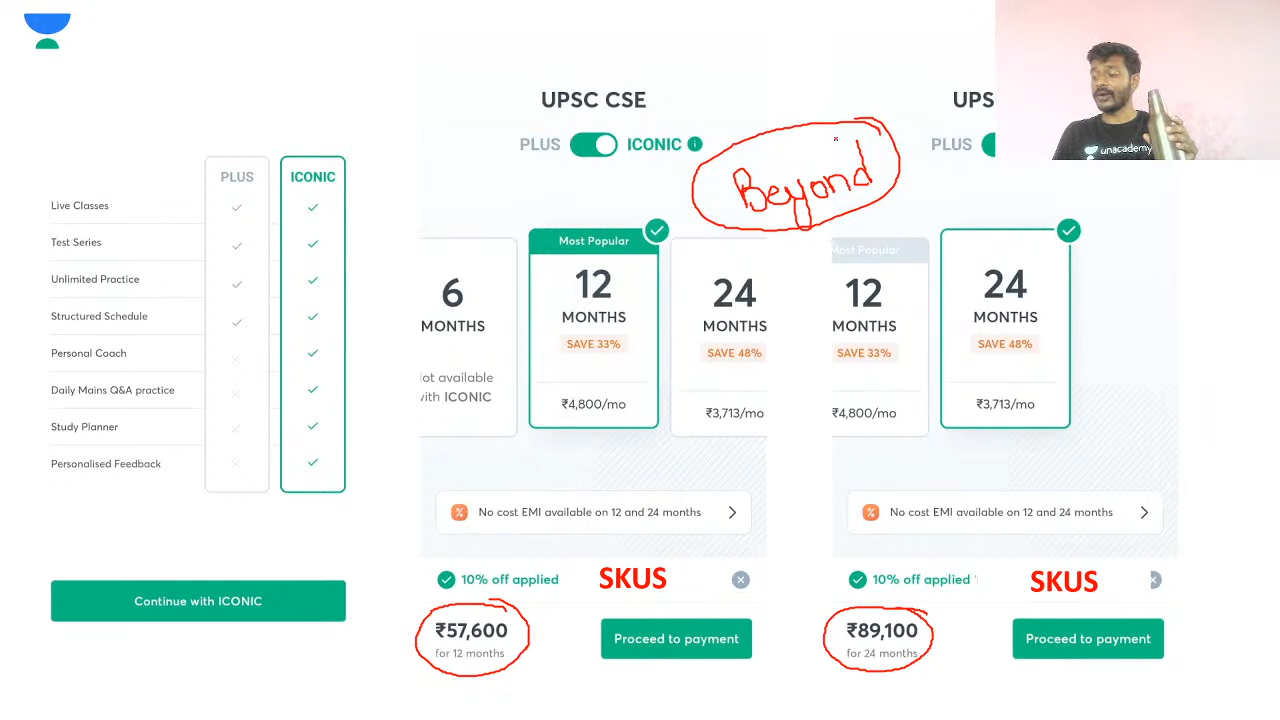 PLUS
ICONIC
Live Classes
Test Series
Unlimited Practice
Structured Schedule
Personal Coach
Daily Mains Q&A practice
Study Planner
Personalised Feedback
Continue with ICONIC
UPSC CSE
PLUS ICONIC
Beyond
6
MONTHS
lot available
with ICONIC
Most Popular
12
MONTHS
SAVE 33%
₹4,800/mo
24
MONTHS
SAVE 48%
₹3,713/mo
No cost EMI available on 12 and 24 months
10% off applied SKUS
₹57,600
for 12 months
Proceed to payment
UPS
PLUS
Most Popular
12
MONTHS
SAVE 33%
₹4,800/mo
24
MONTHS
SAVE 48%
₹3,713/mo
No cost EMI available on 12 and 24 months
10% off applied SKUS
₹89,100
for 24 months
Proceed to payment
unacademy